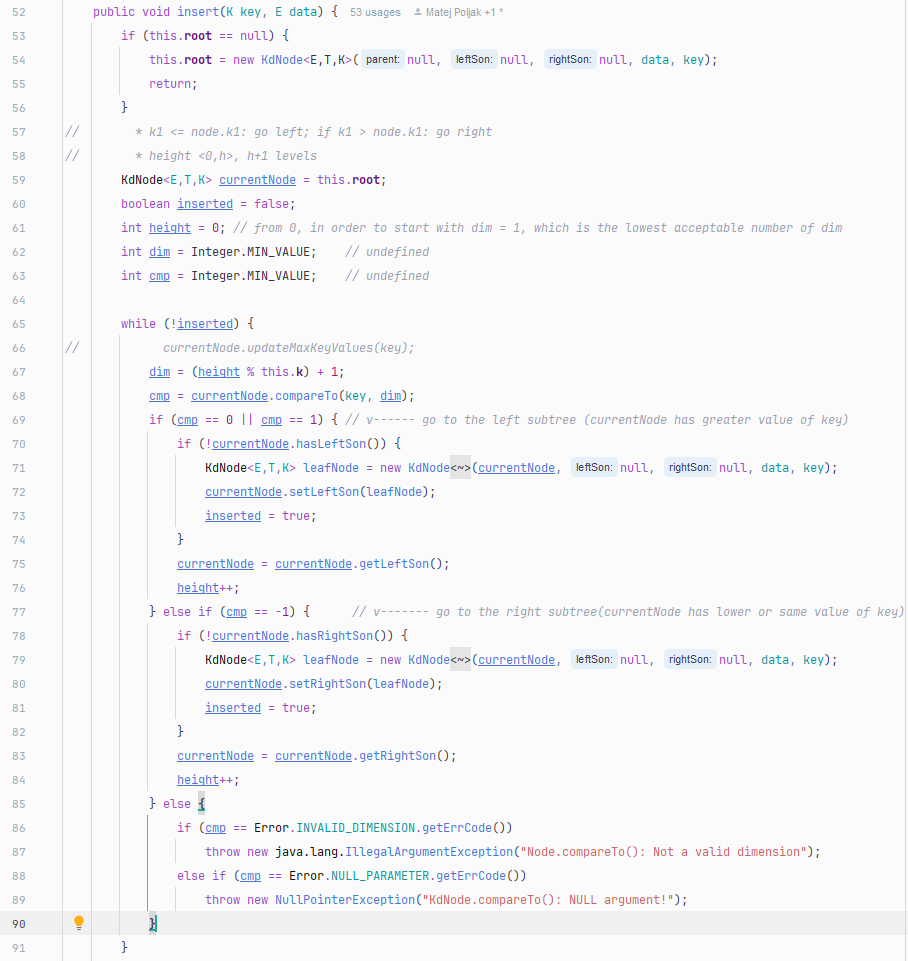 52 public void insert(K key, E data) { 53 usages Matej Poljak +1 *
53 if (this.root == null) {
54 this.root = new KdNode<E,T,K>( parent: null, leftSon: null, rightSon: null, data, key);
55 return;
56 }
57 // * k1 <= node.k1: go left; if k1 > node.k1: go right
58 // * height <0,h>, h+1 levels
59 KdNode<E,T,K> currentNode = this.root;
60 boolean inserted = false;
61 int height = 0; // from 0, in order to start with dim = 1, which is the lowest acceptable number of dim
62 int dim = Integer.MIN_VALUE; // undefined
63 int cmp = Integer.MIN_VALUE; // undefined
64
65 while (!inserted) {
66 // currentNode.updateMaxKeyValues(key);
67 dim = (height % this.k) + 1;
68 cmp = currentNode.compareTo(key, dim);
69 if (cmp == 0 || cmp == 1) { // v------ go to the left subtree (currentNode has greater value of key)
70 if (!currentNode.hasLeftSon()) {
71 KdNode<E,T,K> leafNode = new KdNode<~>(currentNode, leftSon: null, rightSon: null, data, key);
72 currentNode.setLeftSon(leafNode);
73 inserted = true;
74 }
75 currentNode = currentNode.getLeftSon();
76 height++;
77 } else if (cmp == -1) { // v------- go to the right subtree(currentNode has lower or same value of key)
78 if (!currentNode.hasRightSon()) {
79 KdNode<E,T,K> leafNode = new KdNode<~>(currentNode, leftSon: null, rightSon: null, data, key);
80 currentNode.setRightSon(leafNode);
81 inserted = true;
82 }
83 currentNode = currentNode.getRightSon();
84 height++;
85 } else {
86 if (cmp == Error.INVALID_DIMENSION.getErrCode())
87 throw new java.lang.IllegalArgumentException("Node.compareTo(): Not a valid dimension");
88 else if (cmp == Error.NULL_PARAMETER.getErrCode())
89 throw new NullPointerException("KdNode.compareTo(): NULL argument!");
90 }
91 }